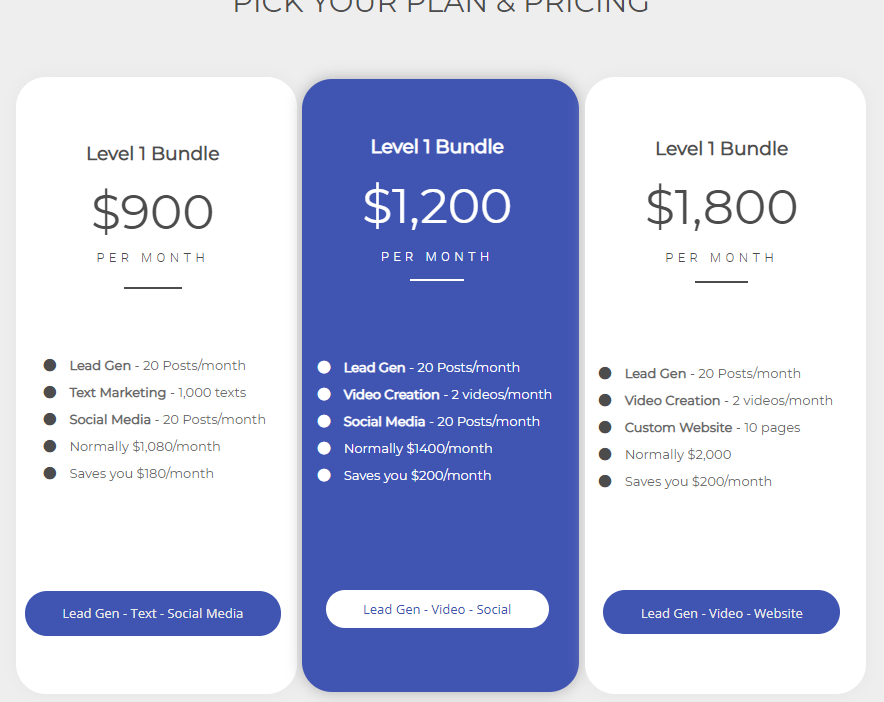 PICK YOUR PLAN & PRICING
Level 1 Bundle
$900
PER MONTH
Lead Gen - 20 Posts/month
Text Marketing - 1,000 texts
Social Media - 20 Posts/month
Normally $1,080/month
Saves you $180/month
Lead Gen - Text - Social Media
Level 1 Bundle
$1,200
PER MONTH
Lead Gen - 20 Posts/month
Video Creation - 2 videos/month
Social Media - 20 Posts/month
Normally $1400/month
Saves you $200/month
Lead Gen - Video - Social
Level 1 Bundle
$1,800
PER MONTH
Lead Gen - 20 Posts/month
Video Creation - 2 videos/month
Custom Website - 10 pages
Normally $2,000
Saves you $200/month
Lead Gen - Video - Website